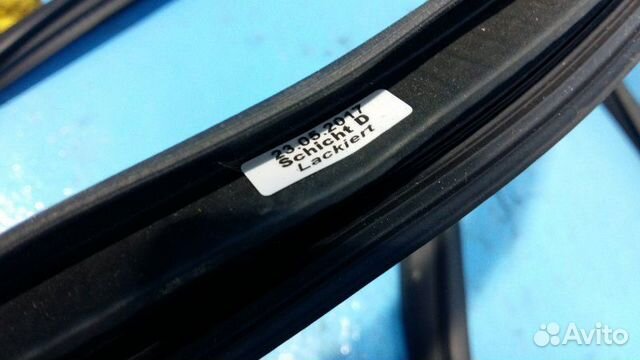 23.05.2017
Schicht D
Lackiert
Avito